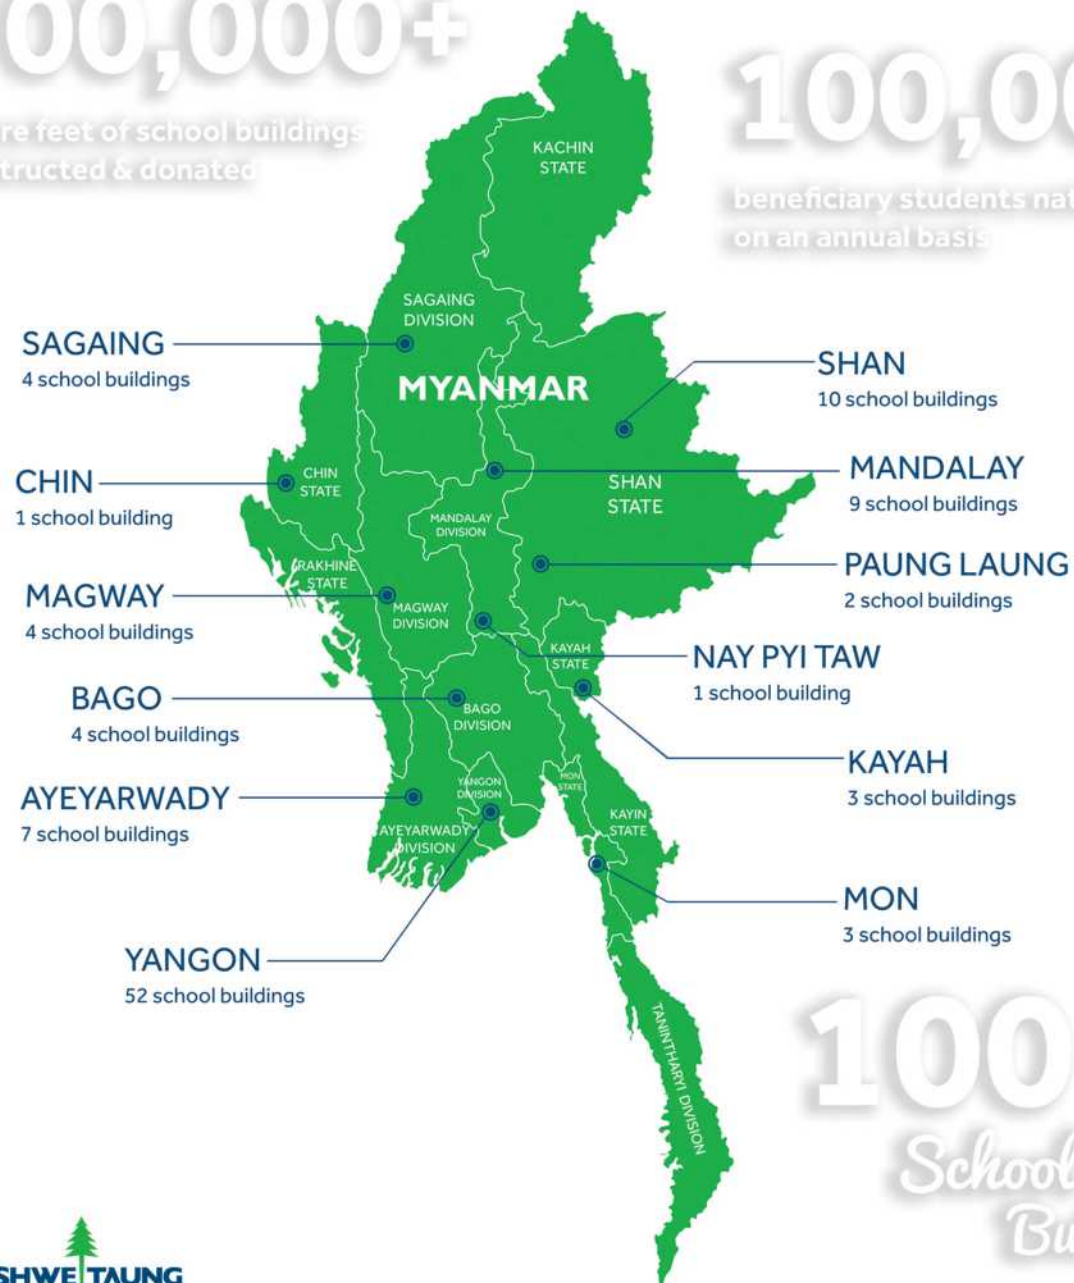 00,000+
re feet of school buildings
tructed & donated
100,00
beneficiary students nat
on an annual basis
KACHIN
STATE
SAGAING
DIVISION
SAGAING
4 school buildings
MYANMAR
SHAN
10 school buildings
CHIN
1 school building
CHIN
STATE
SHAN
STATE
MANDALAY
9 school buildings
MANDALAY
DIVISION
RAKHINE
STATE
PAUNG LAUNG
2 school buildings
MAGWAY
4 school buildings
MAGWAY
DIVISION
KAYAH
STATE
NAY PYI TAW
1 school building
BAGO
4 school buildings
BAGO
DIVISION
KAYAH
3 school buildings
AYEYARWADY
7 school buildings
YANGON
DIVISION
MON
STATE
KAYIN
STATE
AYEYARWADY
DIVISION
MON
3 school buildings
YANGON
52 school buildings
TANINTHARYI DIVISION
100
School
Bu
SHWE TAUNG